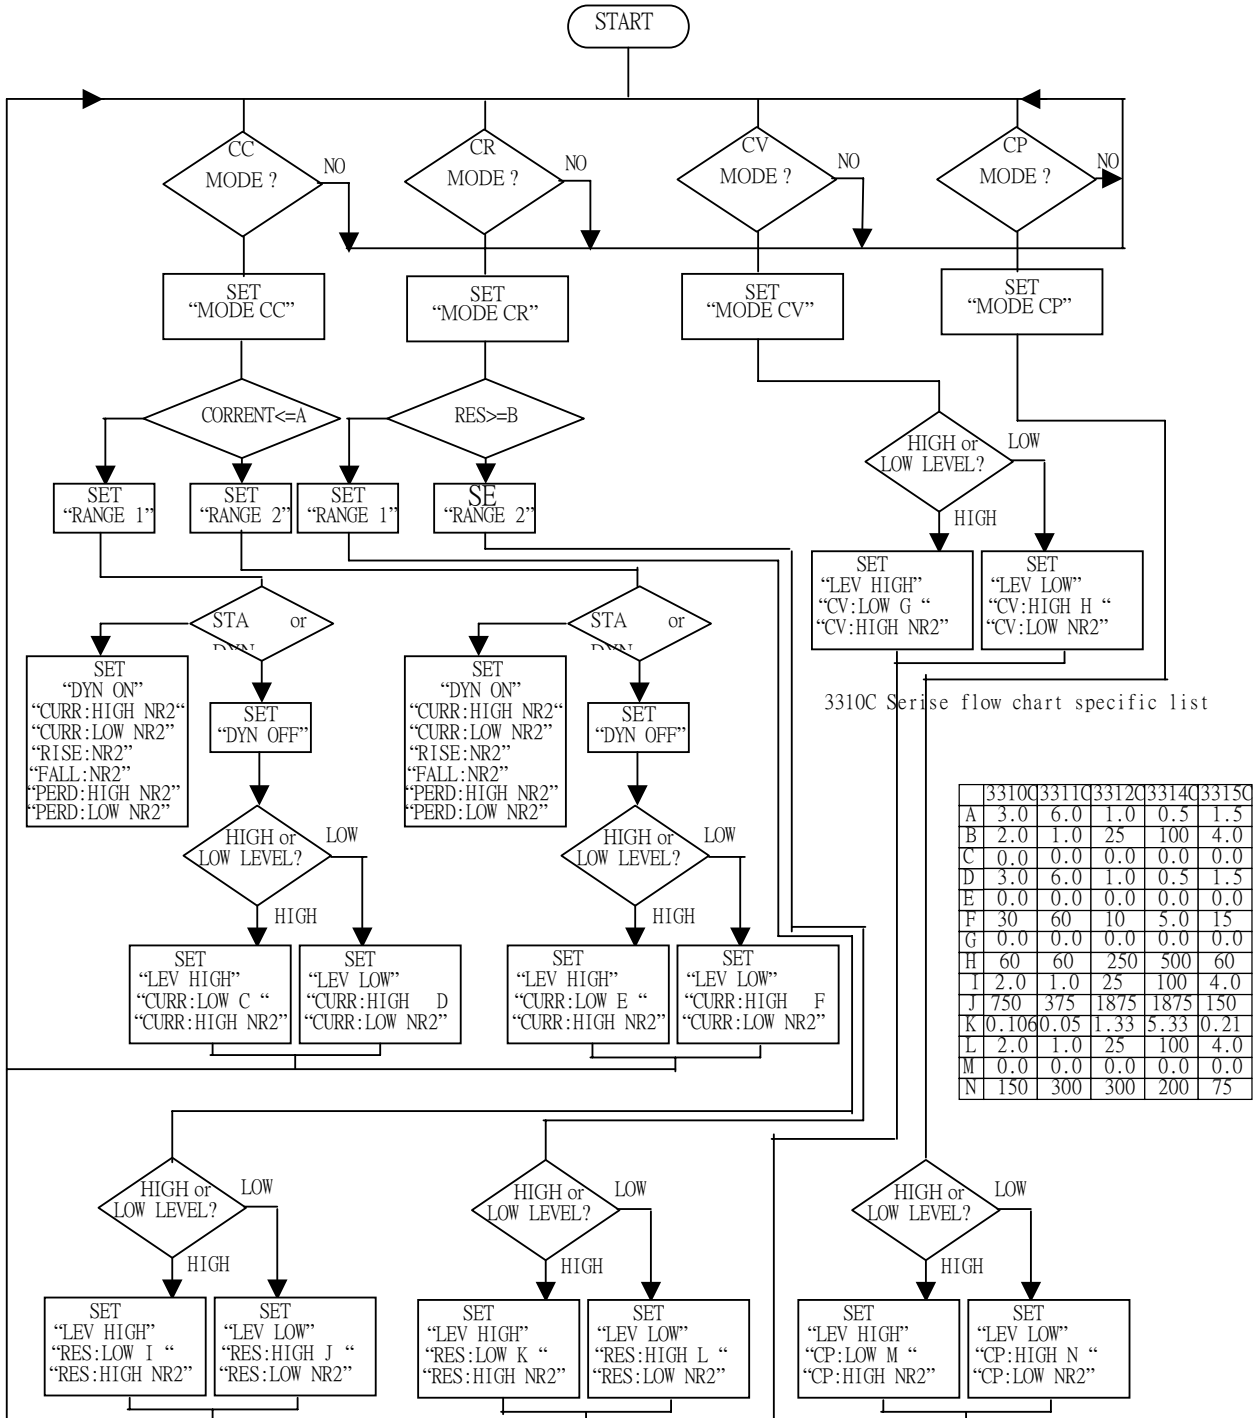 START
CC
MODE ?
NO
CR
MODE ?
NO
CV
MODE ?
NO
CP
MODE ?
NO
SET
“MODE CC”
SET
“MODE CR”
SET
“MODE CV”
SET
“MODE CP”
CORRENT<=A
RES>=B
HIGH or
LOW LEVEL?
LOW
HIGH
SET
“RANGE 1”
SET
“RANGE 2”
SET
“RANGE 1”
SE
“RANGE 2”
SET
“LEV HIGH”
“CV:LOW G “
“CV:HIGH NR2”
SET
“LEV LOW”
“CV:HIGH H “
“CV:LOW NR2”
STA or
DYN
STA or
DYN
SET
“DYN ON”
“CURR:HIGH NR2“
“CURR:LOW NR2”
“RISE:NR2”
“FALL:NR2”
“PERD:HIGH NR2”
“PERD:LOW NR2”
SET
“DYN OFF”
SET
“DYN ON”
“CURR:HIGH NR2“
“CURR:LOW NR2”
“RISE:NR2”
“FALL:NR2”
“PERD:HIGH NR2”
“PERD:LOW NR2”
SET
“DYN OFF”
3310C Serise flow chart specific list
3310C 3311C 3312C 3314C 3315C
A 3.0 6.0 1.0 0.5 1.5
B 2.0 1.0 25 100 4.0
C 0.0 0.0 0.0 0.0 0.0
D 3.0 6.0 1.0 0.5 1.5
E 0.0 0.0 0.0 0.0 0.0
F 30 60 10 5.0 15
G 0.0 0.0 0.0 0.0 0.0
H 60 60 250 500 60
I 2.0 1.0 25 100 4.0
J 750 375 1875 1875 150
K 0.106 0.05 1.33 5.33 0.21
L 2.0 1.0 25 100 4.0
M 0.0 0.0 0.0 0.0 0.0
N 150 300 300 200 75
HIGH or
LOW LEVEL?
LOW
HIGH
HIGH or
LOW LEVEL?
LOW
HIGH
SET
“LEV HIGH”
“CURR:LOW C “
“CURR:HIGH NR2”
SET
“LEV LOW”
“CURR:HIGH D
“CURR:LOW NR2”
SET
“LEV HIGH”
“CURR:LOW E “
“CURR:HIGH NR2”
SET
“LEV LOW”
“CURR:HIGH F
“CURR:LOW NR2”
HIGH or
LOW LEVEL?
LOW
HIGH
HIGH or
LOW LEVEL?
LOW
HIGH
HIGH or
LOW LEVEL?
LOW
HIGH
SET
“LEV HIGH”
“RES:LOW I “
“RES:HIGH NR2”
SET
“LEV LOW”
“RES:HIGH J “
“RES:LOW NR2”
SET
“LEV HIGH”
“RES:LOW K “
“RES:HIGH NR2”
SET
“LEV LOW”
“RES:HIGH L “
“RES:LOW NR2”
SET
“LEV HIGH”
“CP:LOW M “
“CP:HIGH NR2”
SET
“LEV LOW”
“CP:HIGH N “
“CP:LOW NR2”